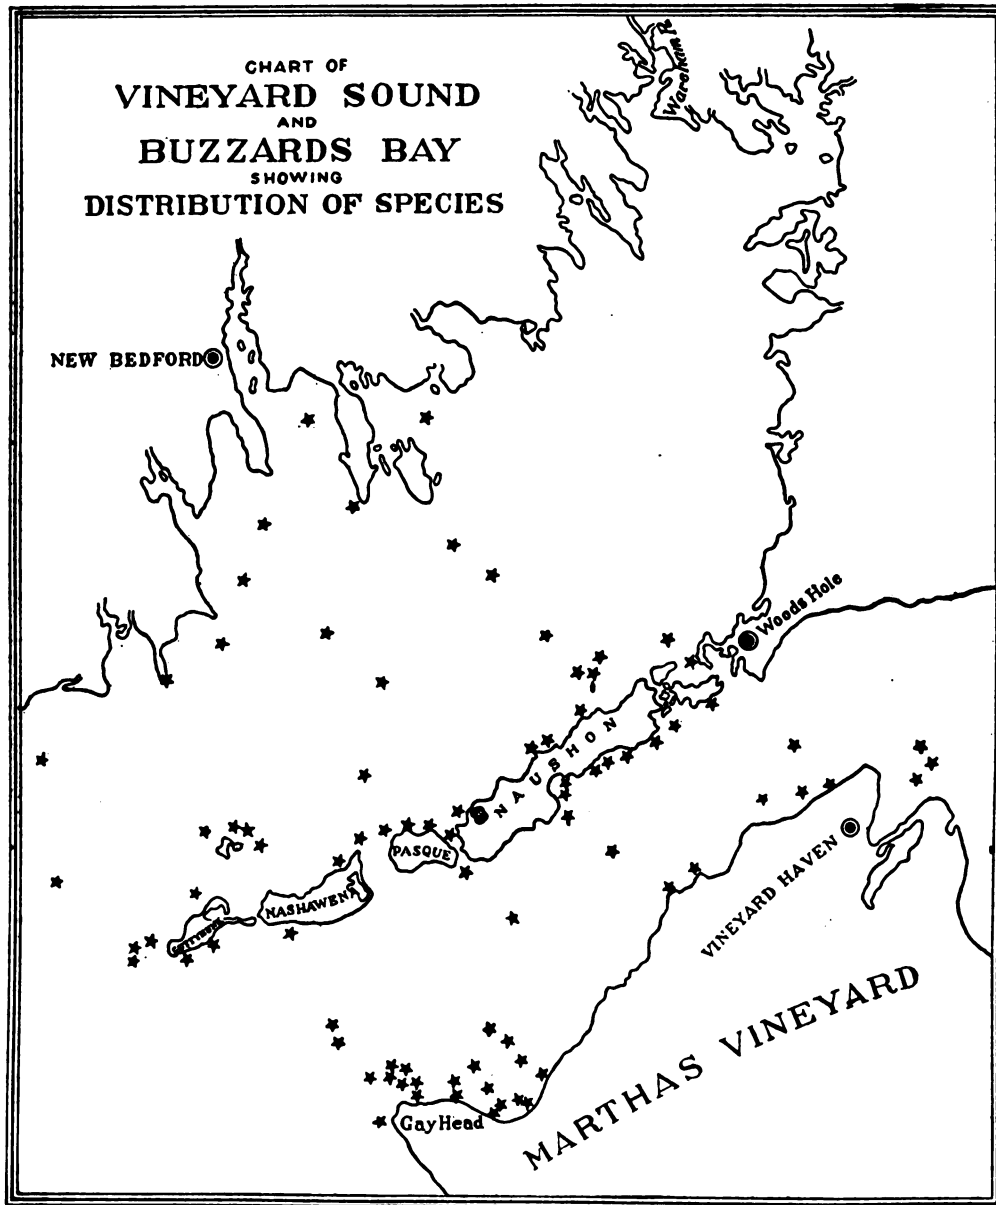 CHART OF
VINEYARD SOUND
AND
BUZZARDS BAY
SHOWING
DISTRIBUTION OF SPECIES
Wareham R.
NEW BEDFORD
Woods Hole
NAUSHON
PASQUE
NASHAWENA
CUTTYHUNK
VINEYARD HAVEN
MARTHAS VINEYARD
Gay Head